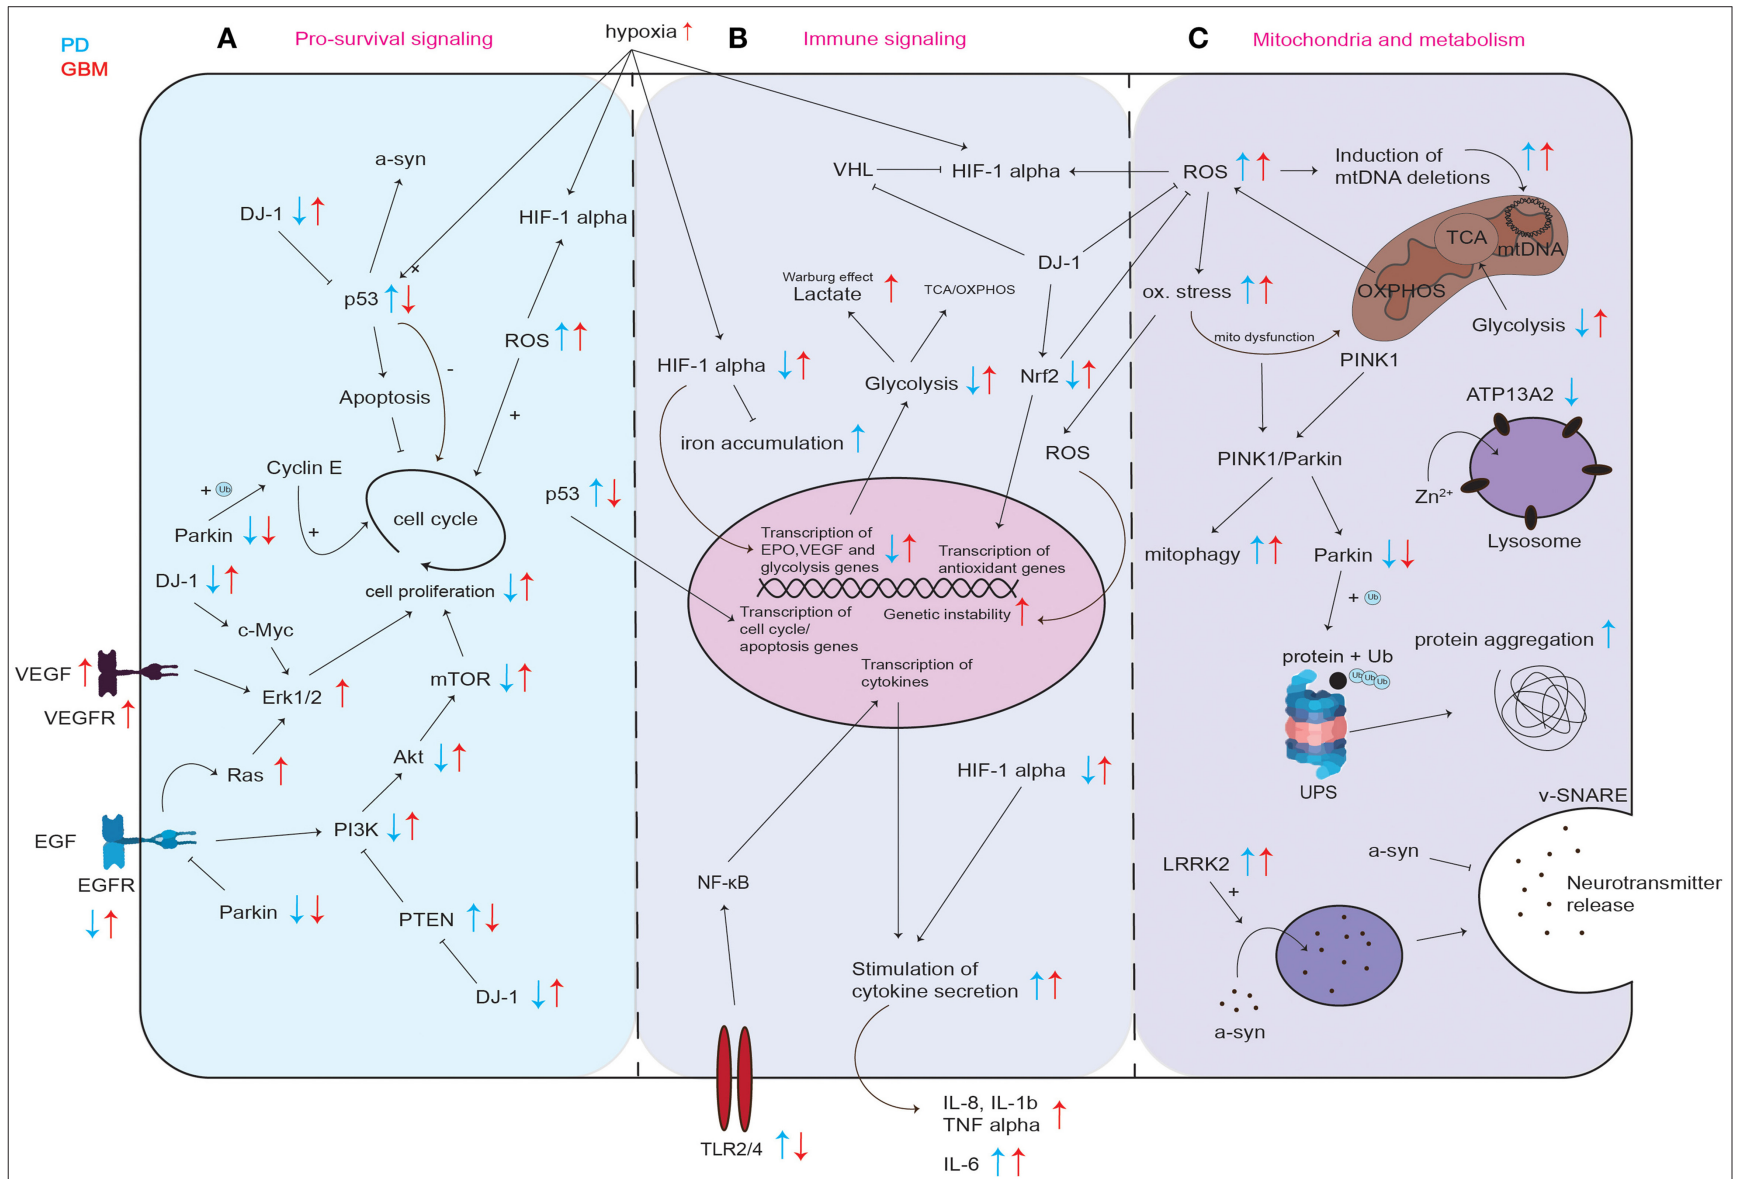 PD
GBM
A
Pro-survival signaling
hypoxia
B
Immune signaling
C
Mitochondria and metabolism
a-syn
DJ-1
HIF-1 alpha
+
p53
ROS
-
Apoptosis
+
Cyclin E
+ Ub
Parkin
+
cell cycle
p53
DJ-1
cell proliferation
c-Myc
VEGF
VEGFR
Erk1/2
mTOR
Ras
Akt
EGF
EGFR
PI3K
Parkin
PTEN
DJ-1
VHL
HIF-1 alpha
DJ-1
Warburg effect
Lactate
TCA/OXPHOS
HIF-1 alpha
Glycolysis
Nrf2
iron accumulation
ROS
Transcription of
EPO,VEGF and
glycolysis genes
Transcription of
antioxidant genes
Transcription of
cell cycle/
apoptosis genes
Genetic instability
Transcription of
cytokines
HIF-1 alpha
NF-κB
Stimulation of
cytokine secretion
TLR2/4
IL-8, IL-1b
TNF alpha
IL-6
ROS
Induction of
mtDNA deletions
TCA
mtDNA
OXPHOS
ox. stress
mito dysfunction
Glycolysis
PINK1
ATP13A2
PINK1/Parkin
Zn2+
Lysosome
mitophagy
Parkin
+ Ub
protein aggregation
protein + Ub
Ub Ub Ub
UPS
v-SNARE
a-syn
LRRK2
+
Neurotransmitter
release
a-syn